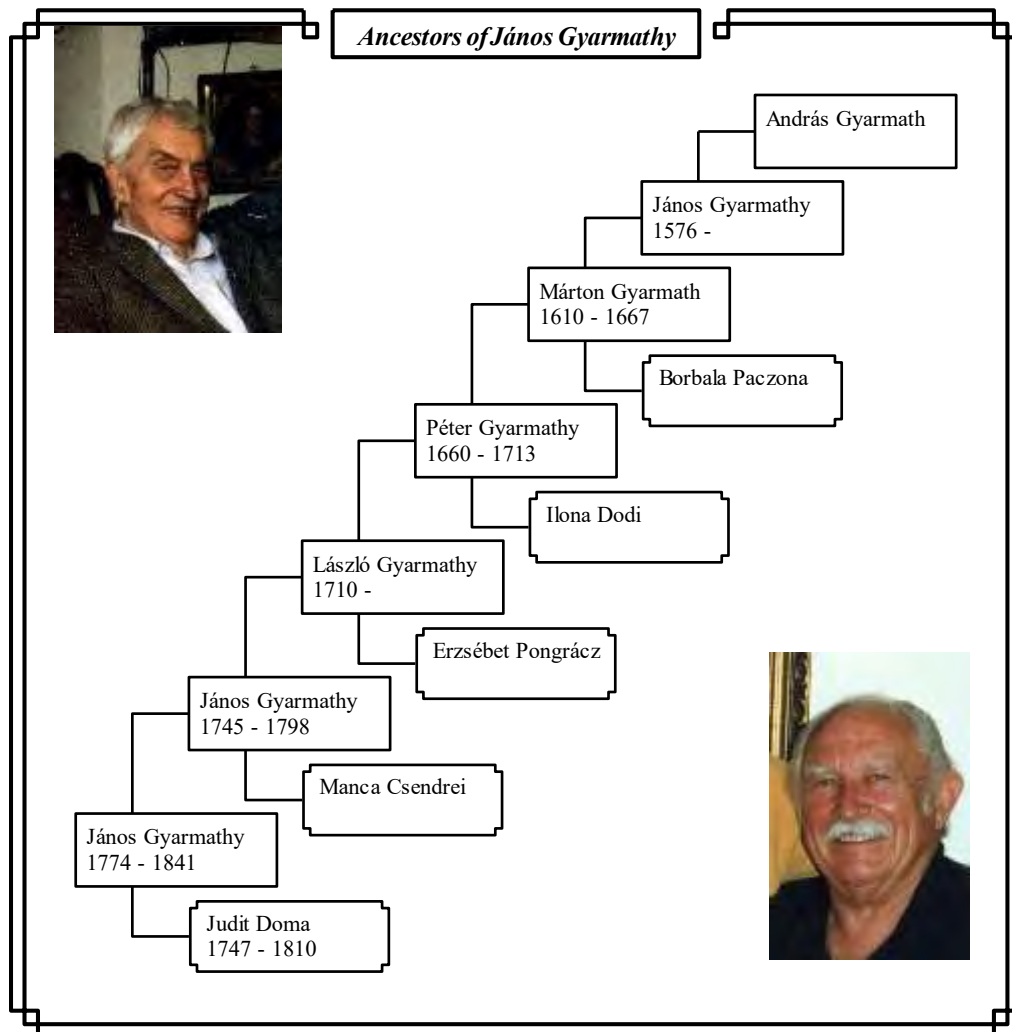 Ancestors of János Gyarmathy
András Gyarmath
János Gyarmathy
1576 -
Márton Gyarmath
1610 - 1667
Borbala Paczona
Péter Gyarmathy
1660 - 1713
Ilona Dodi
László Gyarmathy
1710 -
Erzsébet Pongrácz
János Gyarmathy
1745 - 1798
Manca Csendrei
János Gyarmathy
1774 - 1841
Judit Doma
1747 - 1810